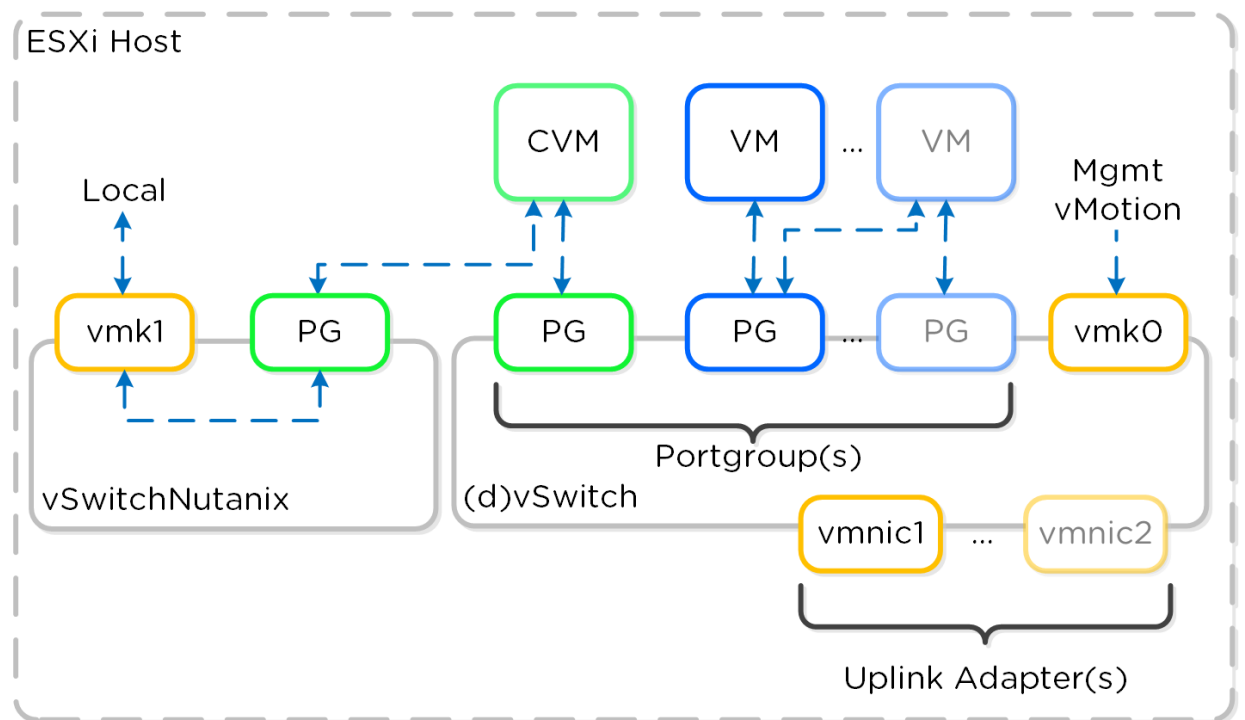 ESXi Host
CVM
VM
...
VM
Local
Mgmt
vMotion
vmk1
PG
PG
PG
...
PG
vmk0
Portgroup(s)
vSwitchNutanix
(d)vSwitch
vmnic1
...
vmnic2
Uplink Adapter(s)